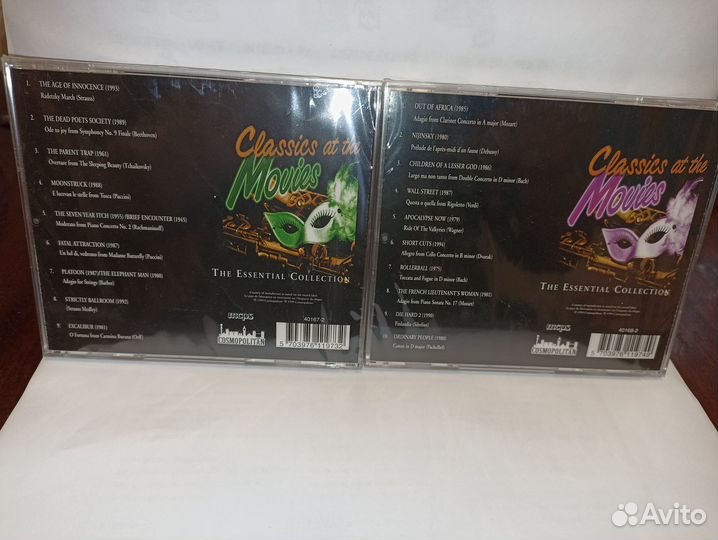 1. THE AGE OF INNOCENCE (1993)
Radetzky March (Strauss)
2. THE DEAD POETS SOCIETY (1989)
Ode to joy from Symphony No. 9 Finale (Beethoven)
3. THE PARENT TRAP (1961)
Overture from The Sleeping Beauty (Tchaikovsky)
4. MOONSTRUCK (1988)
E lucevan le stelle from Tosca (Puccini)
5. THE SEVEN YEAR ITCH (1955) /BRIEF ENCOUNTER (1945)
Moderato from Piano Concerto No. 2 (Rachmaninoff)
6. FATAL ATTRACTION (1987)
Un bel di, vedremo from Madame Butterfly (Puccini)
7. PLATOON (1987)/THE ELEPHANT MAN (1980)
Adagio for Strings (Barber)
8. STRICTLY BALLROOM (1992)
(Strauss Medley)
9. EXCALIBUR (1981)
O Fortuna from Carmina Burana (Orff)
Classics at the
Movies
THE ESSENTIAL COLLECTION
mcps
COSMOPOLITAN
40167-2
5 703976 119732
OUT OF AFRICA (1985)
Adagio from Clarinet Concerto in A major (Mozart)
2. NIJINSKY (1980)
Prélude de l'après-midi d'un faune (Debussy)
3. CHILDREN OF A LESSER GOD (1986)
Largo ma non tanto from Double Concerto in D minor (Bach)
4. WALL STREET (1987)
Questa o quella from Rigoletto (Verdi)
5. APOCALYPSE NOW (1979)
Ride Of The Valkyries (Wagner)
6. SHORT CUTS (1994)
Allegro from Cello Concerto in B minor (Dvorak)
7. ROLLERBALL (1975)
Toccata and Fugue in D minor (Bach)
8. THE FRENCH LIEUTENANT'S WOMAN (1981)
Adagio from Piano Sonata No. 17 (Mozart)
9. DIE HARD 2 (1990)
Finlandia (Sibelius)
10. ORDINARY PEOPLE (1980)
Canon in D major (Pachelbel)
Classics at the
Movies
THE ESSENTIAL COLLECTION
mcps
COSMOPOLITAN
40168-2
5 703976 119749
Avito